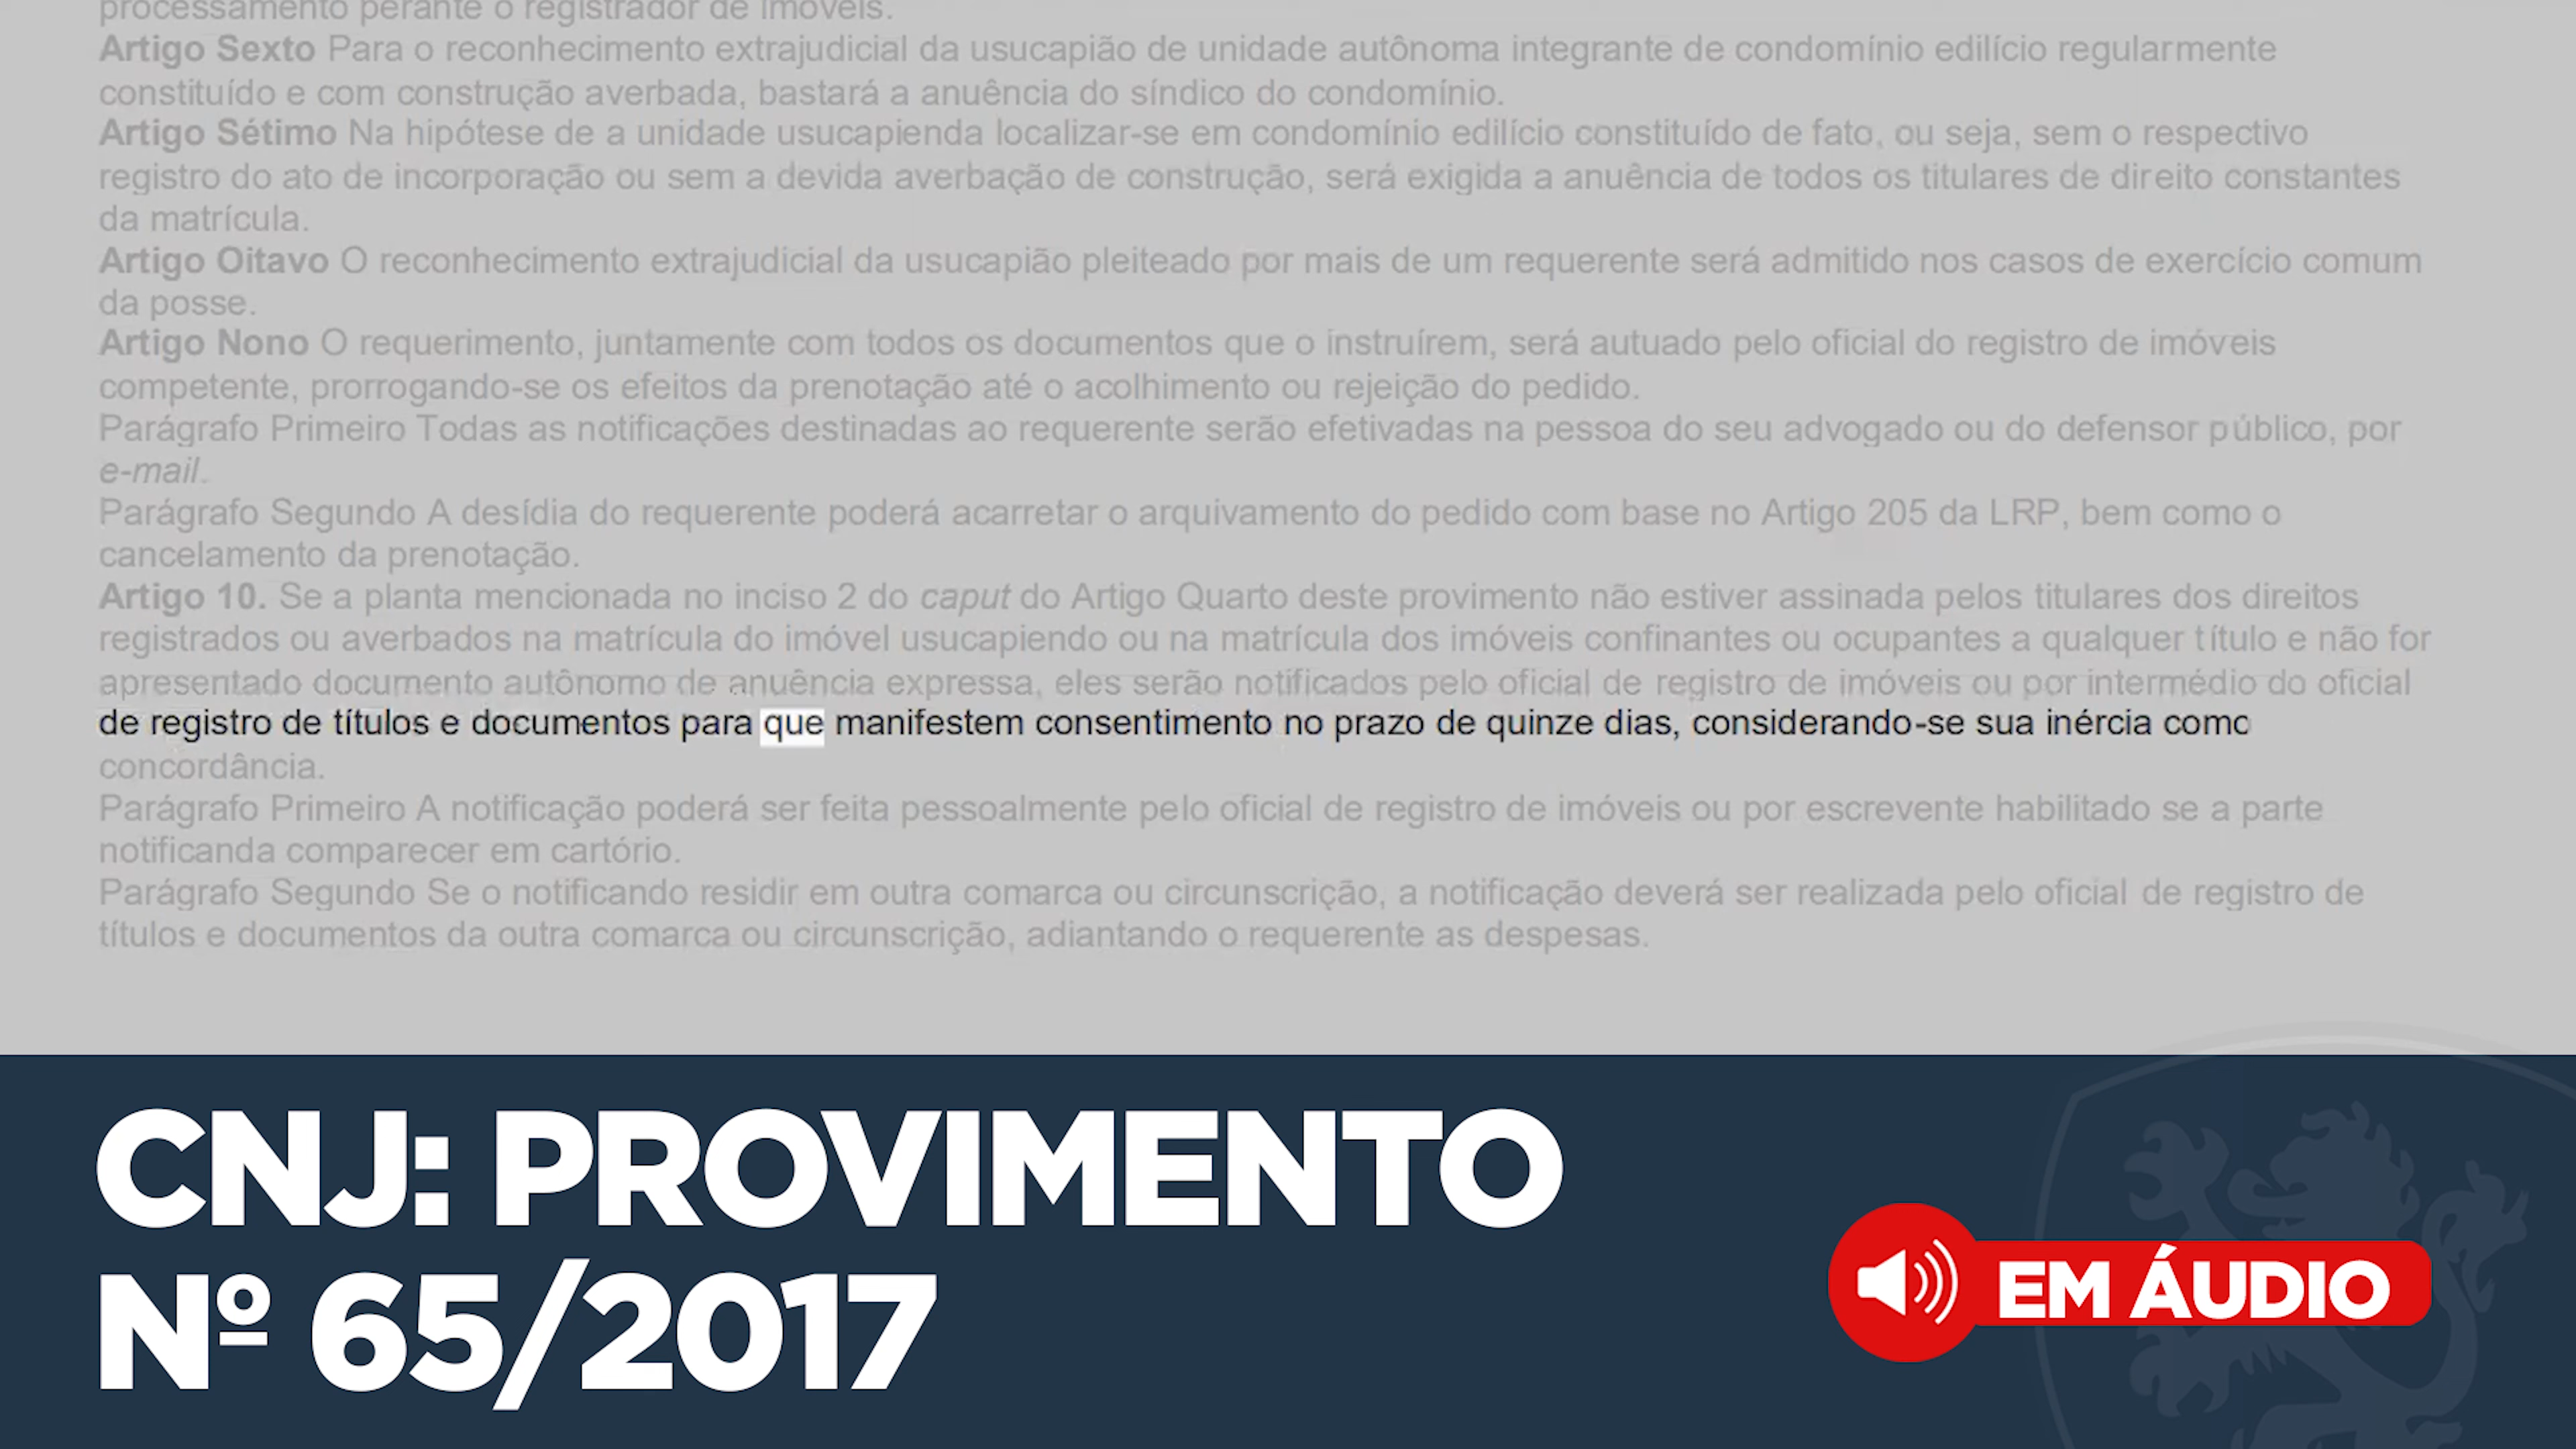 processamento perante o registrador de imóveis.
Artigo Sexto Para o reconhecimento extrajudicial da usucapião de unidade autônoma integrante de condomínio edilício regularmente
constituído e com construção averbada, bastará a anuência do síndico do condomínio.
Artigo Sétimo Na hipótese de a unidade usucapienda localizar-se em condomínio edilício constituído de fato, ou seja, sem o respectivo
registro do ato de incorporação ou sem a devida averbação de construção, será exigida a anuência de todos os titulares de direito constantes
da matrícula.
Artigo Oitavo O reconhecimento extrajudicial da usucapião pleiteado por mais de um requerente será admitido nos casos de exercício comum
da posse.
Artigo Nono O requerimento, juntamente com todos os documentos que o instruírem, será autuado pelo oficial do registro de imóveis
competente, prorrogando-se os efeitos da prenotação até o acolhimento ou rejeição do pedido.
Parágrafo Primeiro Todas as notificações destinadas ao requerente serão efetivadas na pessoa do seu advogado ou do defensor público, por
e-mail.
Parágrafo Segundo A desídia do requerente poderá acarretar o arquivamento do pedido com base no Artigo 205 da LRP, bem como o
cancelamento da prenotação.
Artigo 10. Se a planta mencionada no inciso 2 do caput do Artigo Quarto deste provimento não estiver assinada pelos titulares dos direitos
registrados ou averbados na matrícula do imóvel usucapiendo ou na matrícula dos imóveis confinantes ou ocupantes a qualquer título e não for
apresentado documento autônomo de anuência expressa, eles serão notificados pelo oficial de registro de imóveis ou por intermédio do oficial
de registro de títulos e documentos para que manifestem consentimento no prazo de quinze dias, considerando-se sua inércia como
concordância.
Parágrafo Primeiro A notificação poderá ser feita pessoalmente pelo oficial de registro de imóveis ou por escrevente habilitado se a parte
notificanda comparecer em cartório.
Parágrafo Segundo Se o notificando residir em outra comarca ou circunscrição, a notificação deverá ser realizada pelo oficial de registro de
títulos e documentos da outra comarca ou circunscrição, adiantando o requerente as despesas.
CNJ: PROVIMENTO
Nº 65/2017
EM ÁUDIO